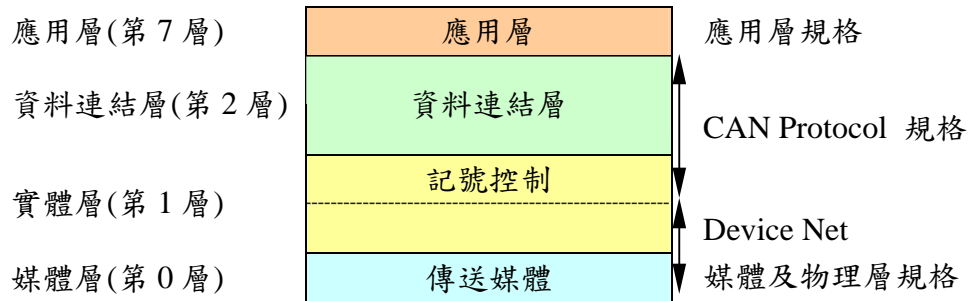 應用層(第 7 層)
應用層
應用層規格
資料連結層(第 2 層)
資料連結層
CAN Protocol 規格
記號控制
實體層(第 1 層)
Device Net
媒體層(第 0 層)
傳送媒體
媒體及物理層規格